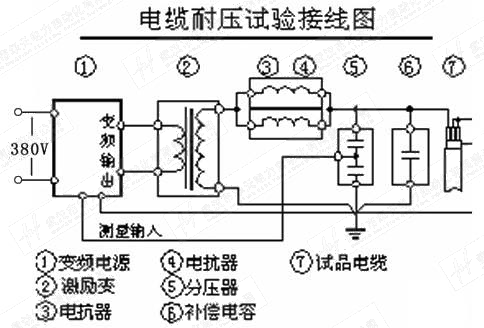 电缆耐压试验接线图
① ② ③ ④ ⑤ ⑥ ⑦
380V
变频输出
测量输入
①变频电源 ④电抗器 ⑦试品电缆
②激励变 ⑤分压器
③电抗器 ⑥补偿电容